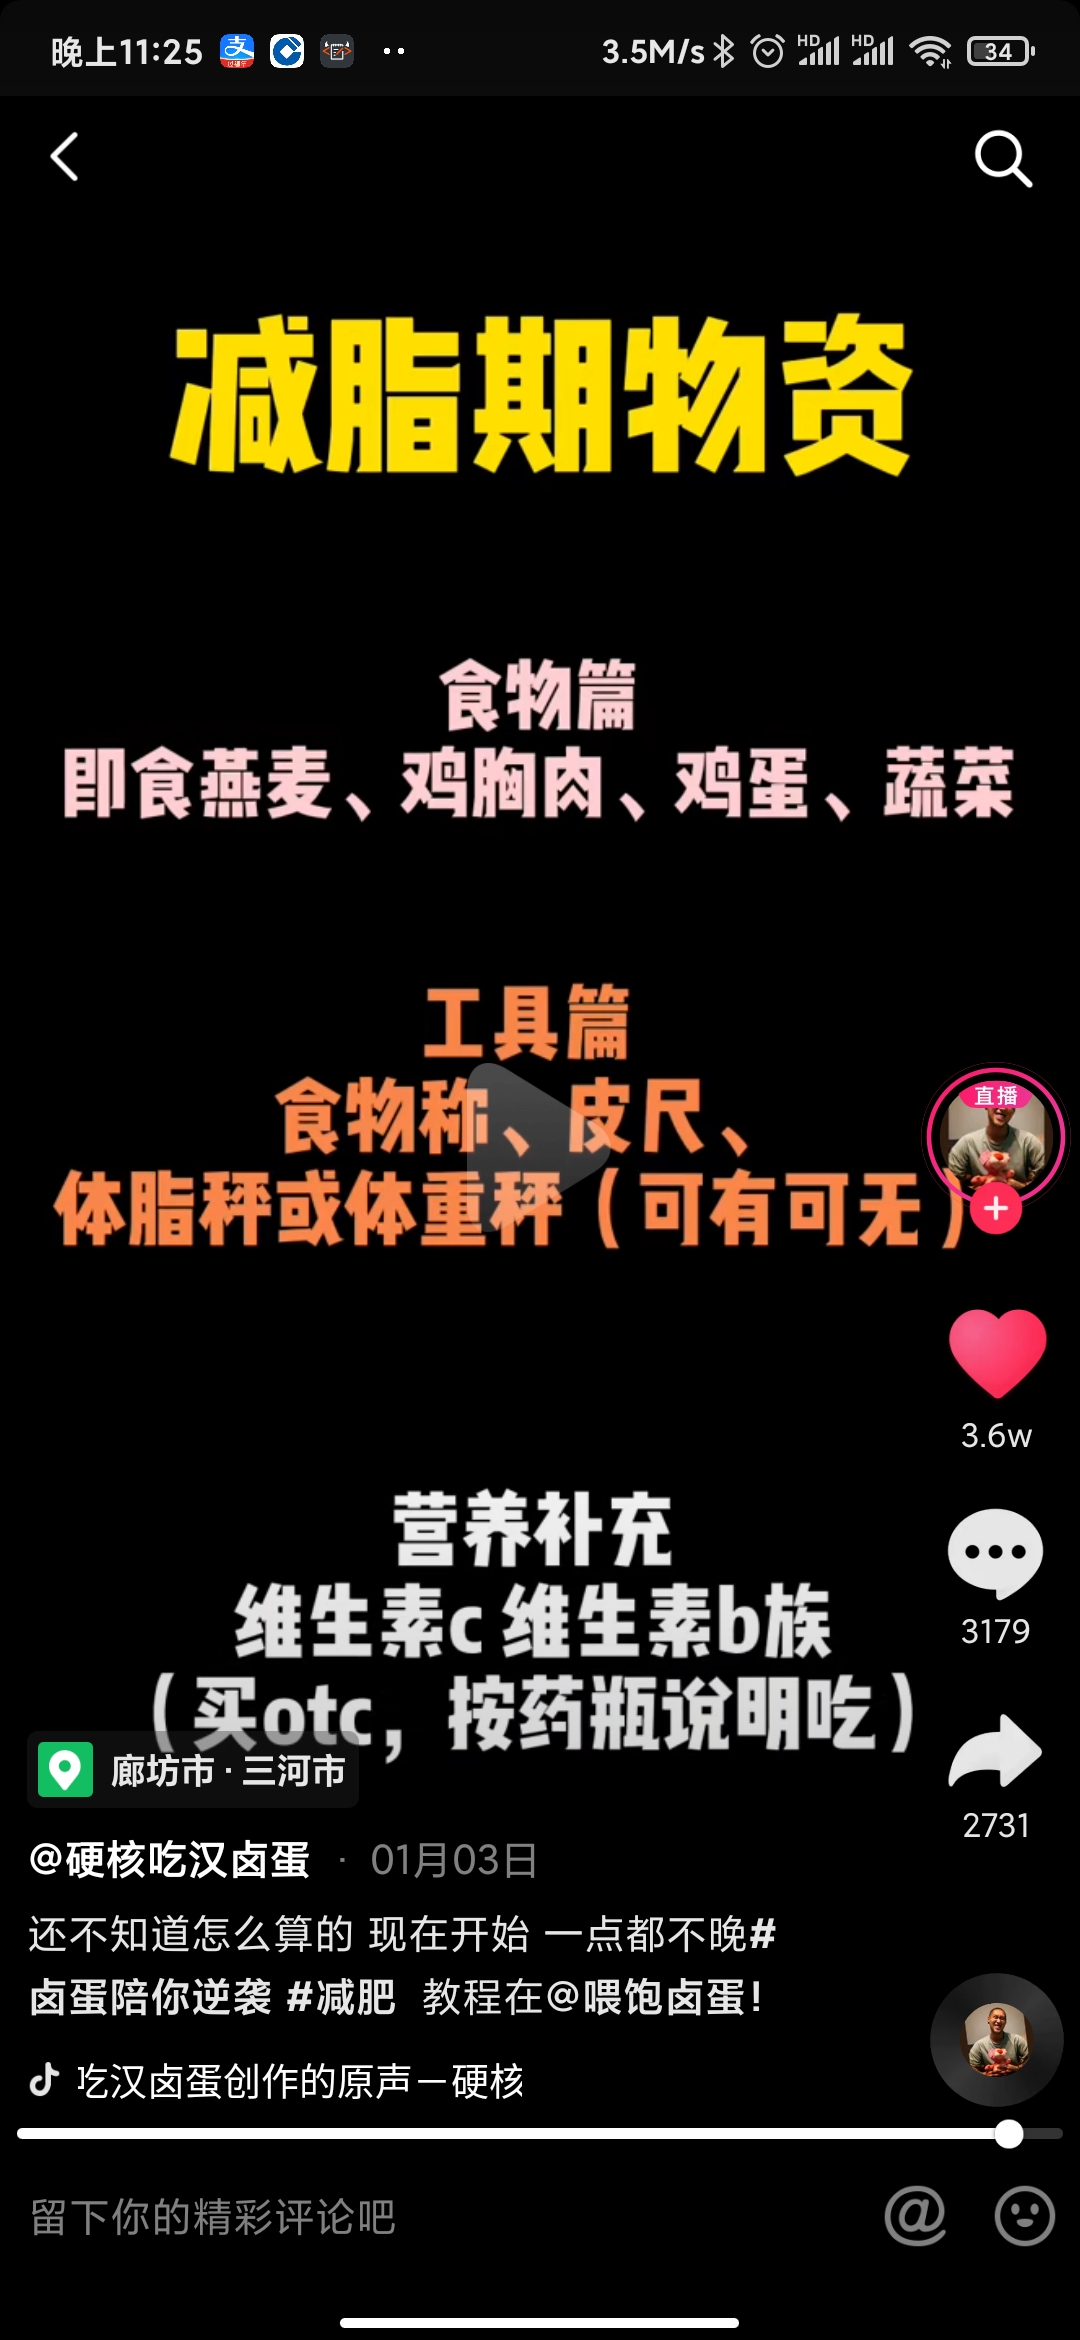 晚上11:25
3.5M/s
HD
HD
34
减脂期物资
食物篇
即食燕麦、鸡胸肉、鸡蛋、蔬菜
工具篇
食物称、皮尺、
体脂秤或体重秤（可有可无）
直播
3.6w
营养补充
维生素c 维生素b族
3179
（买otc，按药瓶说明吃）
廊坊市·三河市
2731
@硬核吃汉卤蛋 · 01月03日
还不知道怎么算的 现在开始 一点都不晚#
卤蛋陪你逆袭 #减肥 教程在@喂饱卤蛋！
吃汉卤蛋创作的原声－硬核
留下你的精彩评论吧